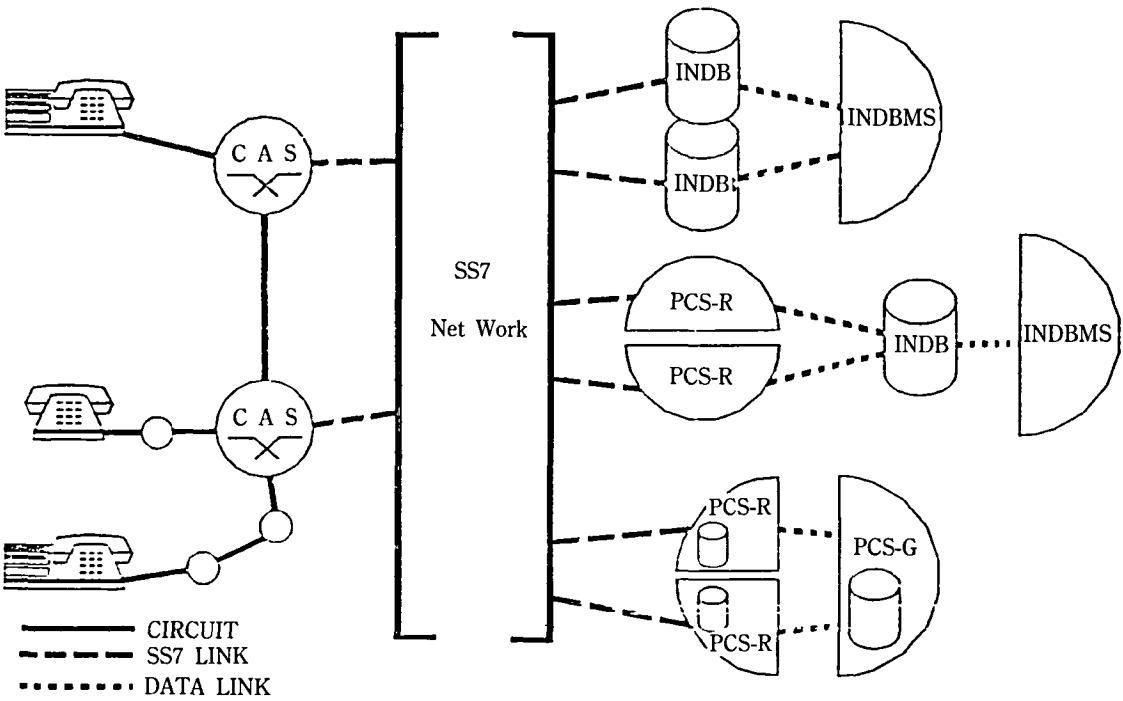 C A S
C A S
SS7
Net Work
INDB
INDB
INDBMS
PCS-R
PCS-R
INDB
INDBMS
PCS-R
PCS-R
PCS-G
CIRCUIT
SS7 LINK
DATA LINK